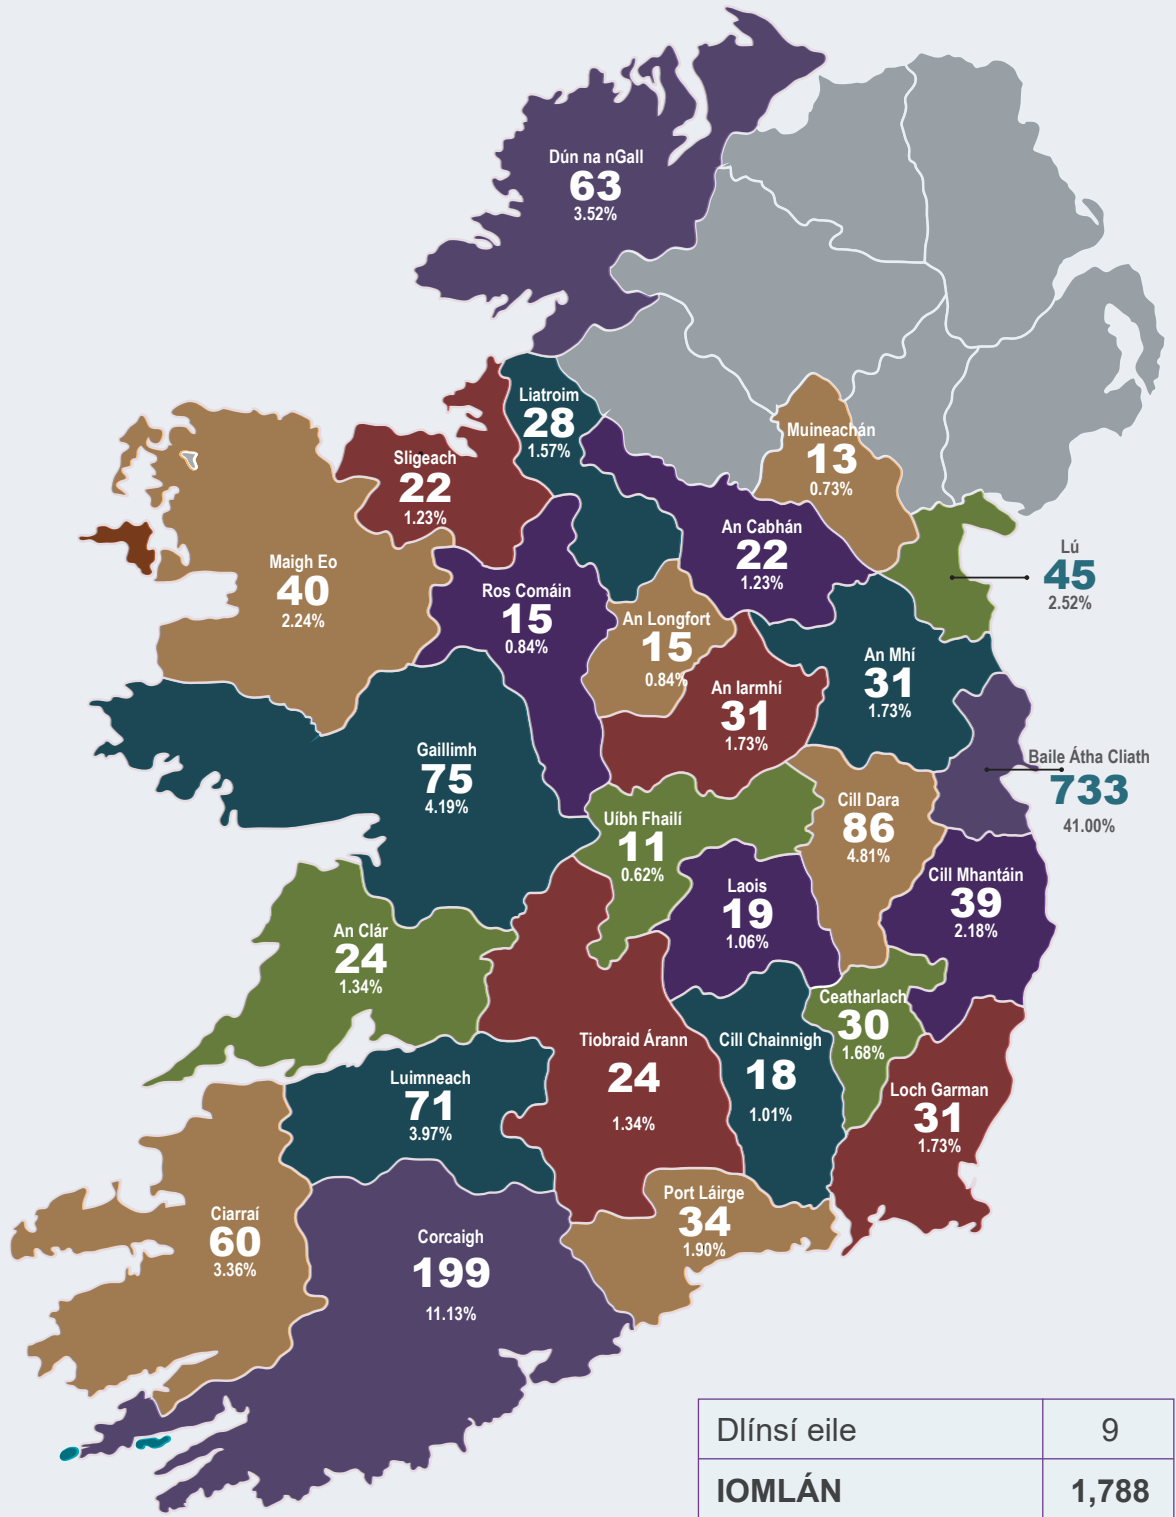 Dún na nGall
63
3.52%
Liatroim
28
1.57%
Muineachán
13
0.73%
Sligeach
22
1.23%
An Cabhán
22
1.23%
Lú
45
2.52%
Maigh Eo
40
2.24%
Ros Comáin
15
0.84%
An Longfort
15
0.84%
An Mhí
31
1.73%
An Iarmhí
31
1.73%
Gaillimh
75
4.19%
Baile Átha Cliath
733
41.00%
Cill Dara
86
4.81%
Uíbh Fhailí
11
0.62%
Laois
19
1.06%
Cill Mhantáin
39
2.18%
An Clár
24
1.34%
Ceatharlach
30
1.68%
Tiobraid Árann
24
1.34%
Cill Chainnigh
18
1.01%
Luimneach
71
3.97%
Loch Garman
31
1.73%
Port Láirge
34
1.90%
Ciarraí
60
3.36%
Corcaigh
199
11.13%
Dlínsí eile 9
IOMLÁN 1,788